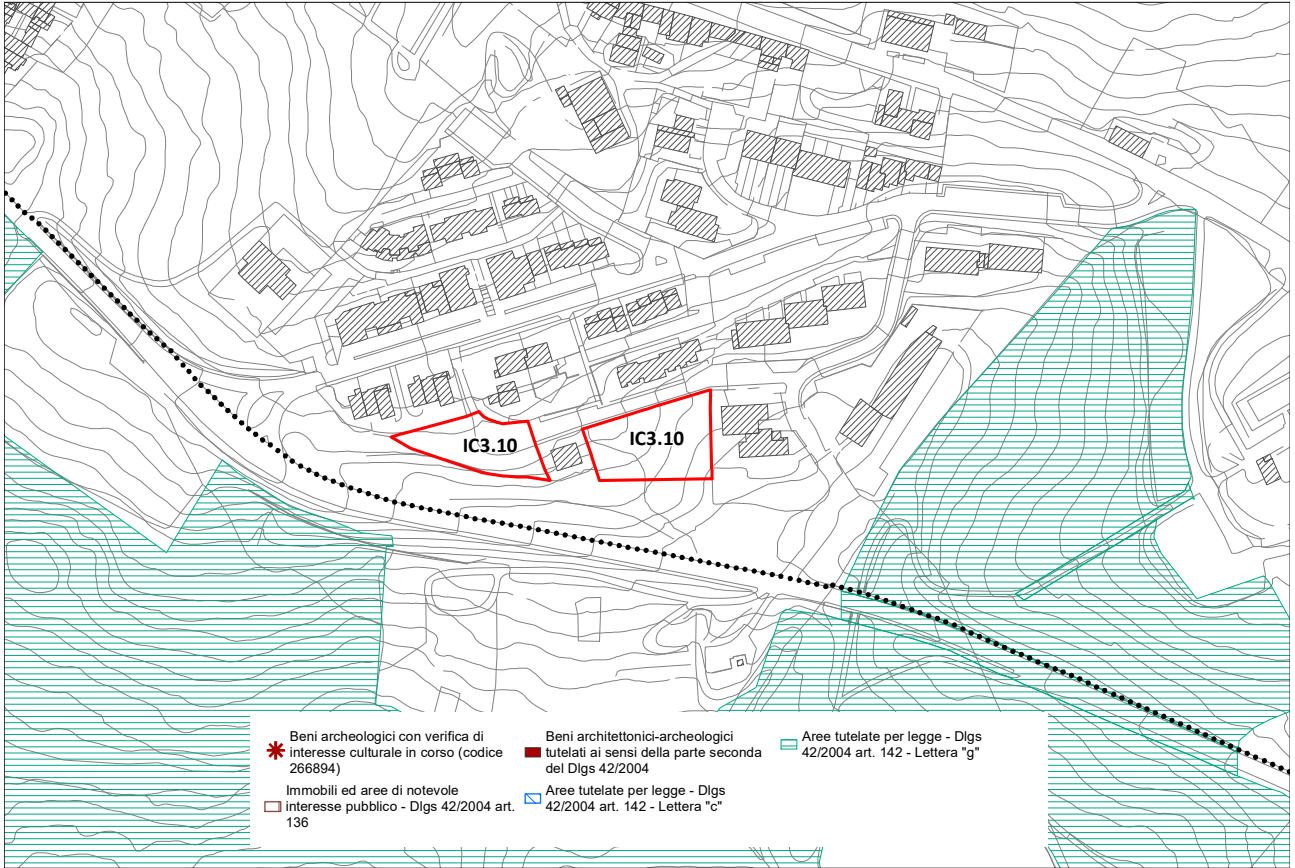 IC3.10
IC3.10
Beni archeologici con verifica di
interesse culturale in corso (codice
266894)
Immobili ed aree di notevole
interesse pubblico - Dlgs 42/2004 art.
136
Beni architettonici-archeologici
tutelati ai sensi della parte seconda
del Dlgs 42/2004
Aree tutelate per legge - Dlgs
42/2004 art. 142 - Lettera "c"
Aree tutelate per legge - Dlgs
42/2004 art. 142 - Lettera "g"